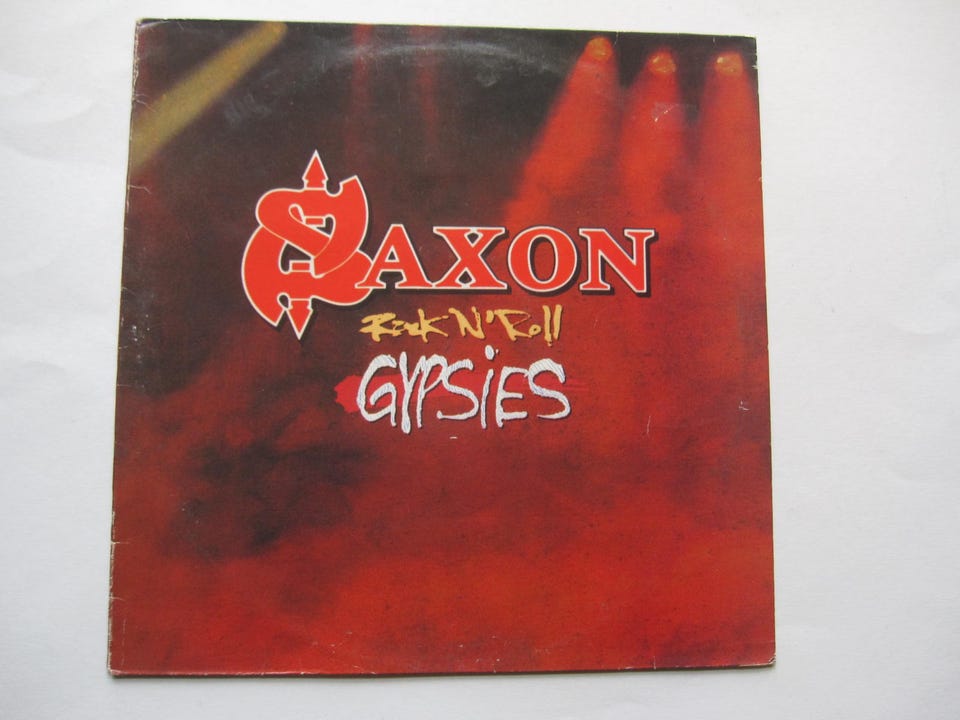 SAXON
Rock 'N' Roll
GYPSiES